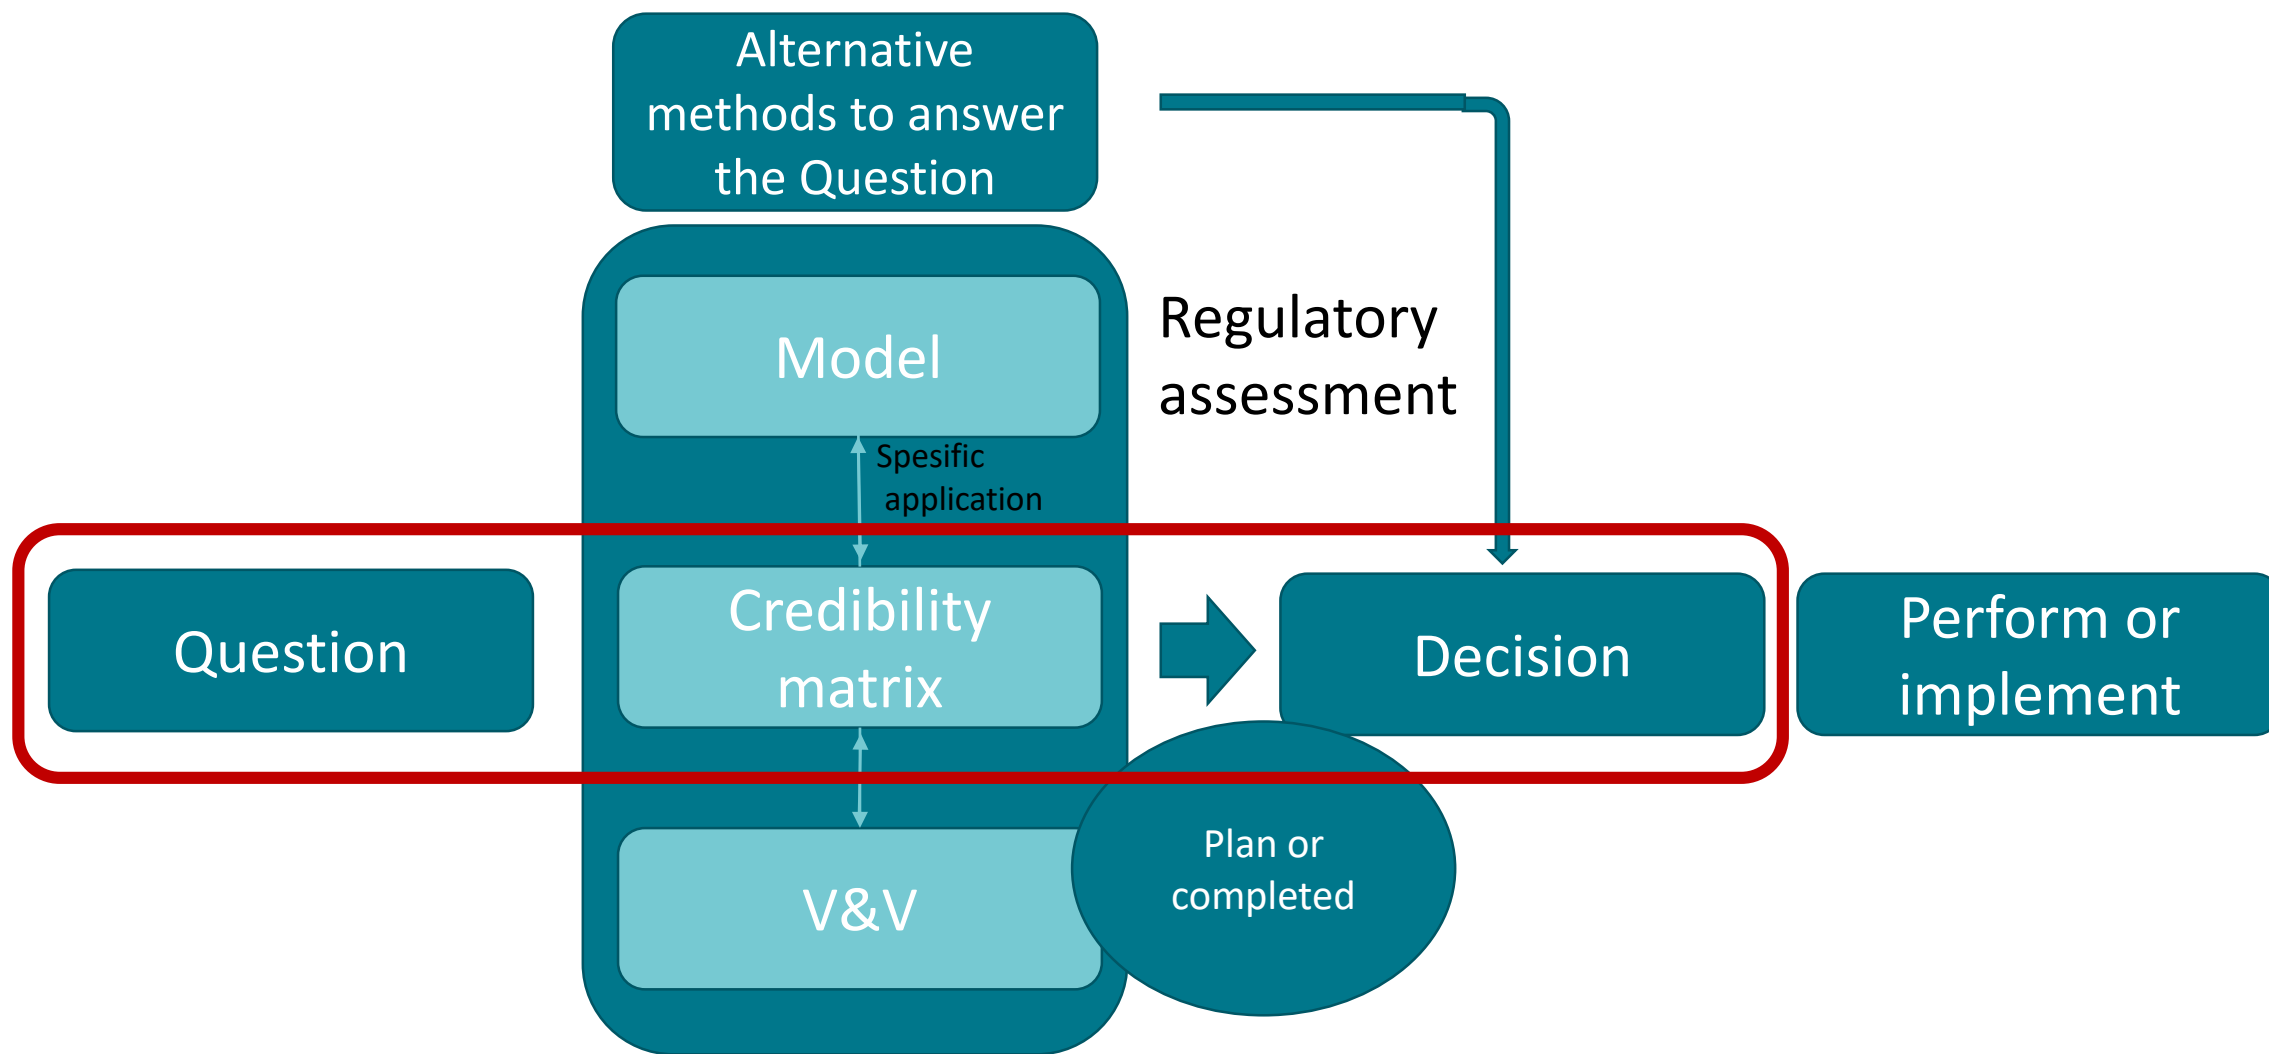 Alternative
methods to answer
the Question
Model
Regulatory
assessment
Spesific
application
Question
Credibility
matrix
Decision
Perform or
implement
V&V
Plan or
completed